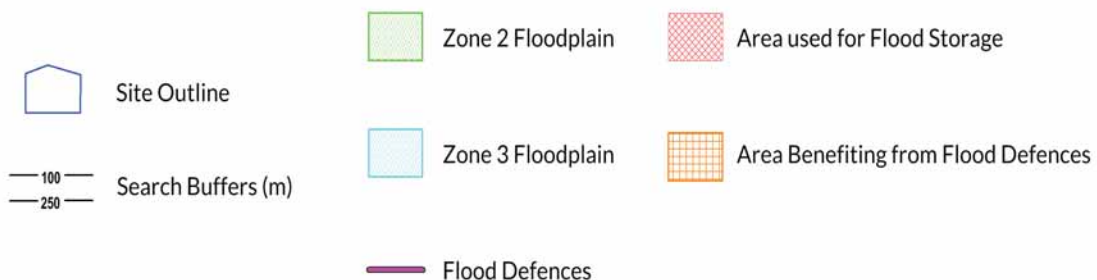 Site Outline
100
250
Search Buffers (m)
Zone 2 Floodplain
Zone 3 Floodplain
Flood Defences
Area used for Flood Storage
Area Benefiting from Flood Defences